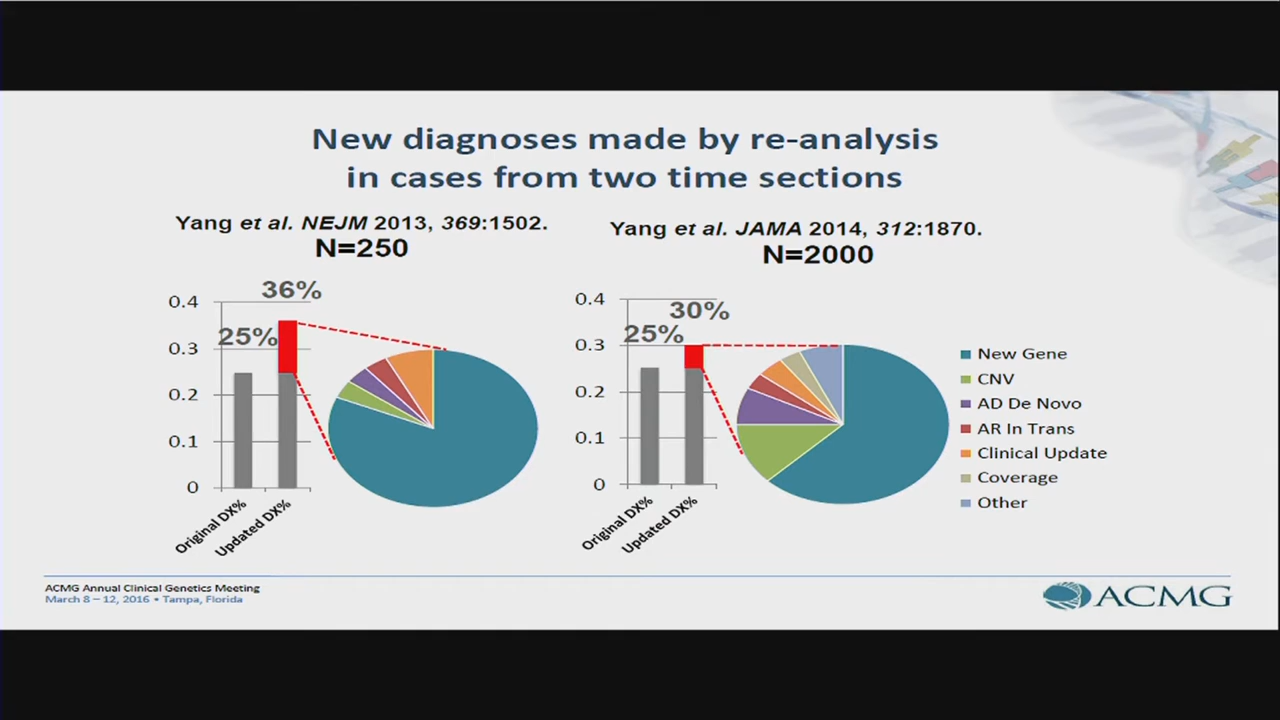 New diagnoses made by re-analysis
in cases from two time sections
Yang et al. NEJM 2013, 369:1502.
N=250
36%
25%
0.4
0.3
0.2
0.1
0
Original DX%
Updated DX%
Yang et al. JAMA 2014, 312:1870.
N=2000
30%
25%
0.4
0.3
0.2
0.1
0
Original DX%
Updated DX%
New Gene
CNV
AD De Novo
AR In Trans
Clinical Update
Coverage
Other
ACMG Annual Clinical Genetics Meeting
March 8 – 12, 2016 • Tampa, Florida
ACMG